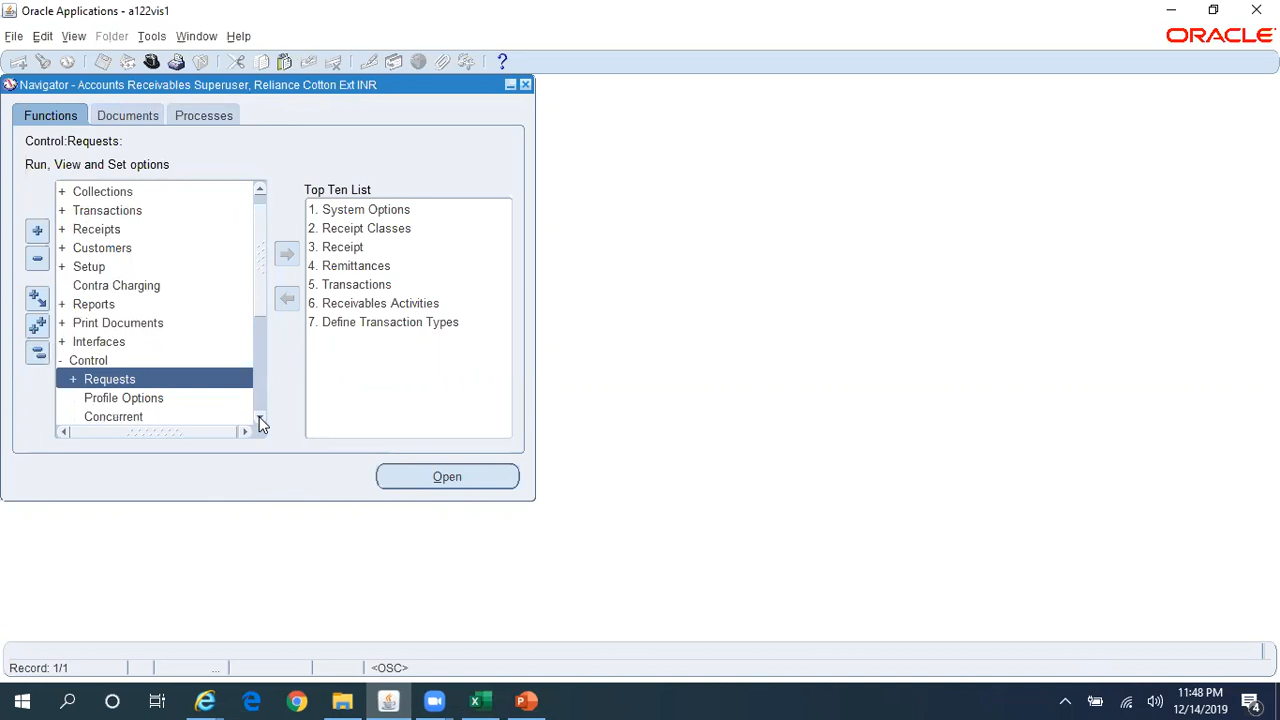 Oracle Applications - a122vis1
File Edit View Folder Tools Window Help
ORACLE
Navigator - Accounts Receivables Superuser, Reliance Cotton Ext INR
Functions Documents Processes
Control:Requests:
Run, View and Set options
+ Collections
+ Transactions
+ Receipts
+ Customers
+ Setup
Contra Charging
+ Reports
+ Print Documents
+ Interfaces
- Control
+ Requests
Profile Options
Concurrent
Top Ten List
1. System Options
2. Receipt Classes
3. Receipt
4. Remittances
5. Transactions
6. Receivables Activities
7. Define Transaction Types
Open
Record: 1/1 ... <OSC>
11:48 PM
12/14/2019
4